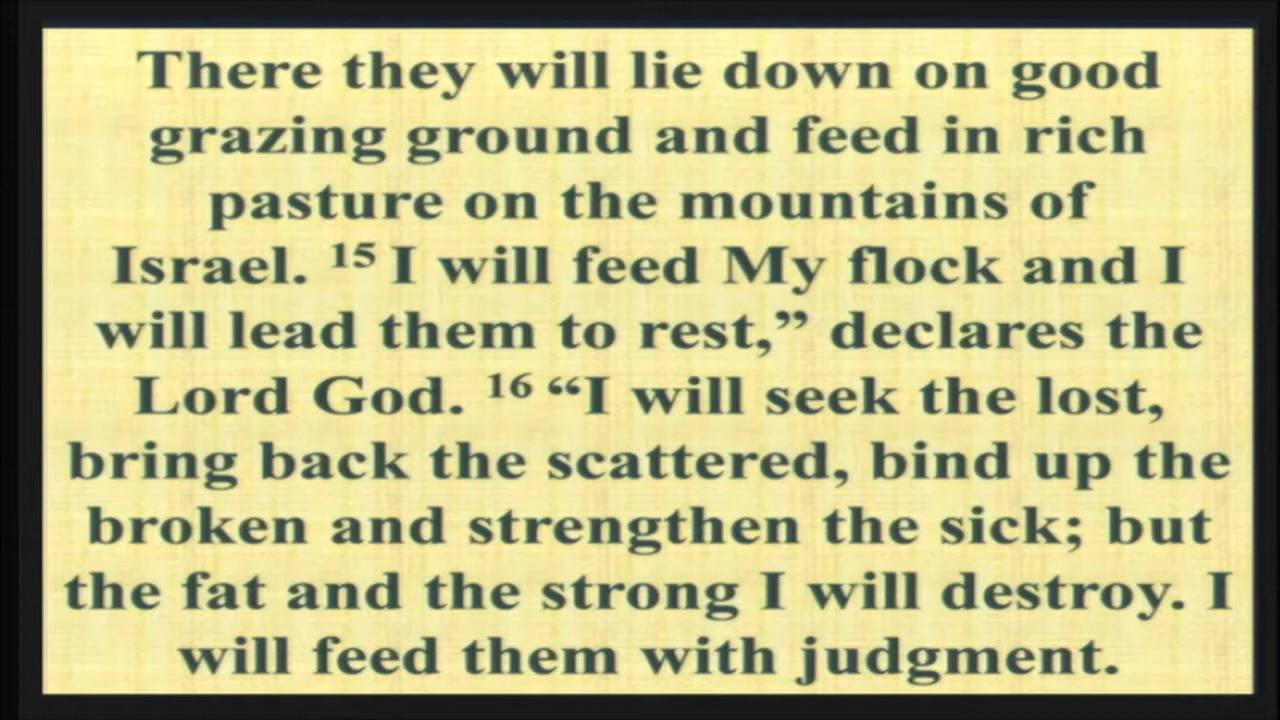 There they will lie down on good
grazing ground and feed in rich
pasture on the mountains of
Israel. 15 I will feed My flock and I
will lead them to rest,” declares the
Lord God. 16 “I will seek the lost,
bring back the scattered, bind up the
broken and strengthen the sick; but
the fat and the strong I will destroy. I
will feed them with judgment.